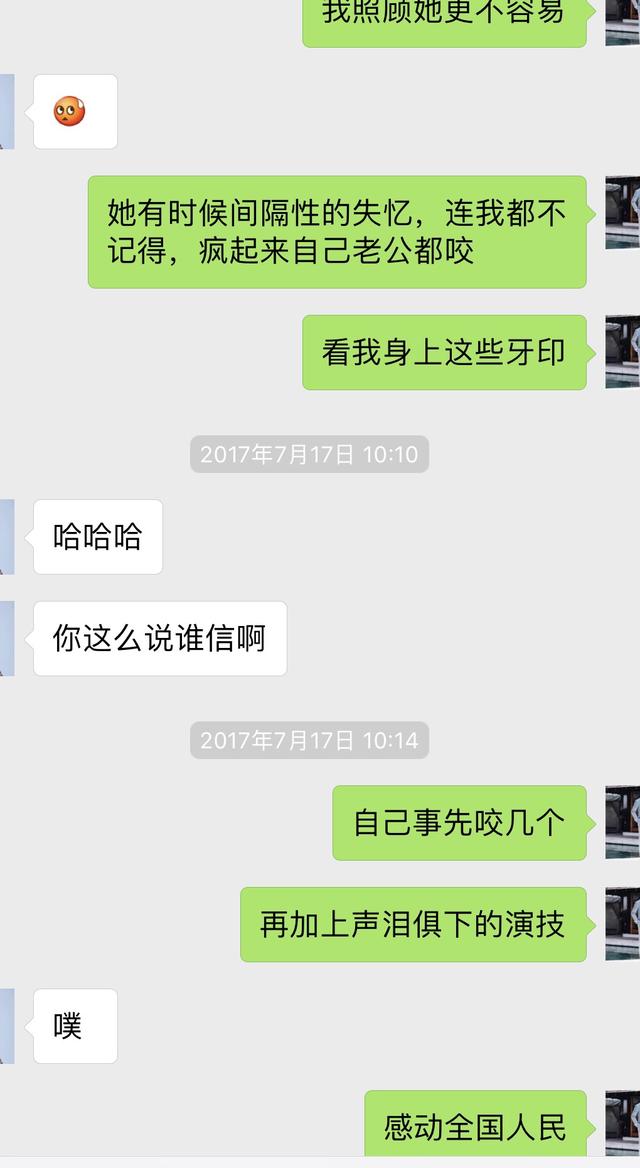 我照顾她更不容易
她有时候间隔性的失忆，连我都不
记得，疯起来自己老公都咬
看我身上这些牙印
2017年7月17日 10:10
哈哈哈
你这么说谁信啊
2017年7月17日 10:14
自己事先咬几个
再加上声泪俱下的演技
噗
感动全国人民